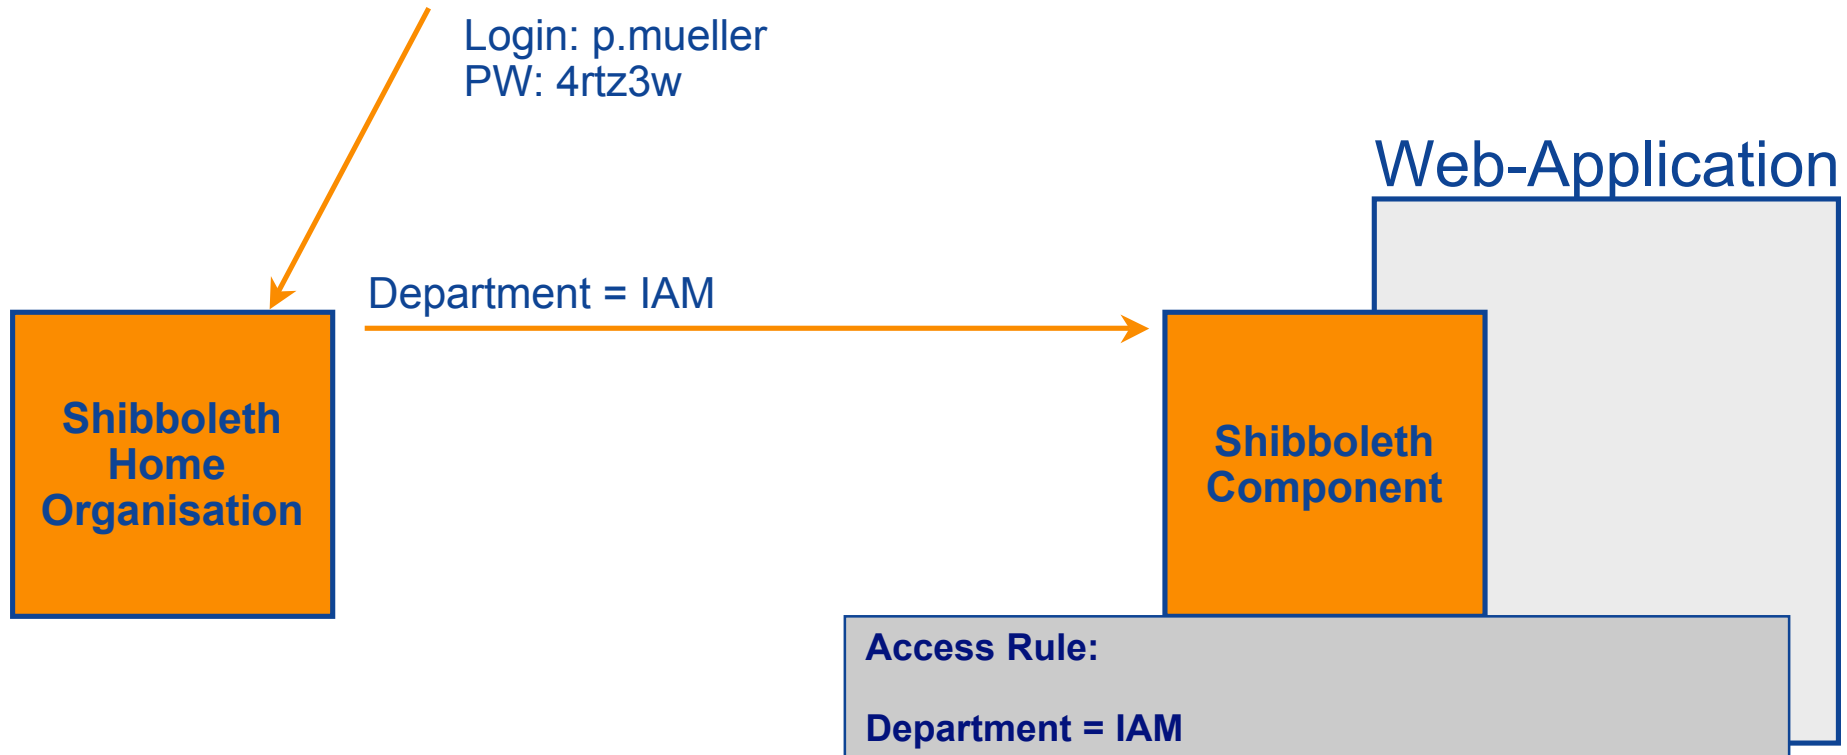 Login: p.mueller
PW: 4rtz3w
Web-Application
Department = IAM
Shibboleth
Home
Organisation
Shibboleth
Component
Access Rule:
Department = IAM